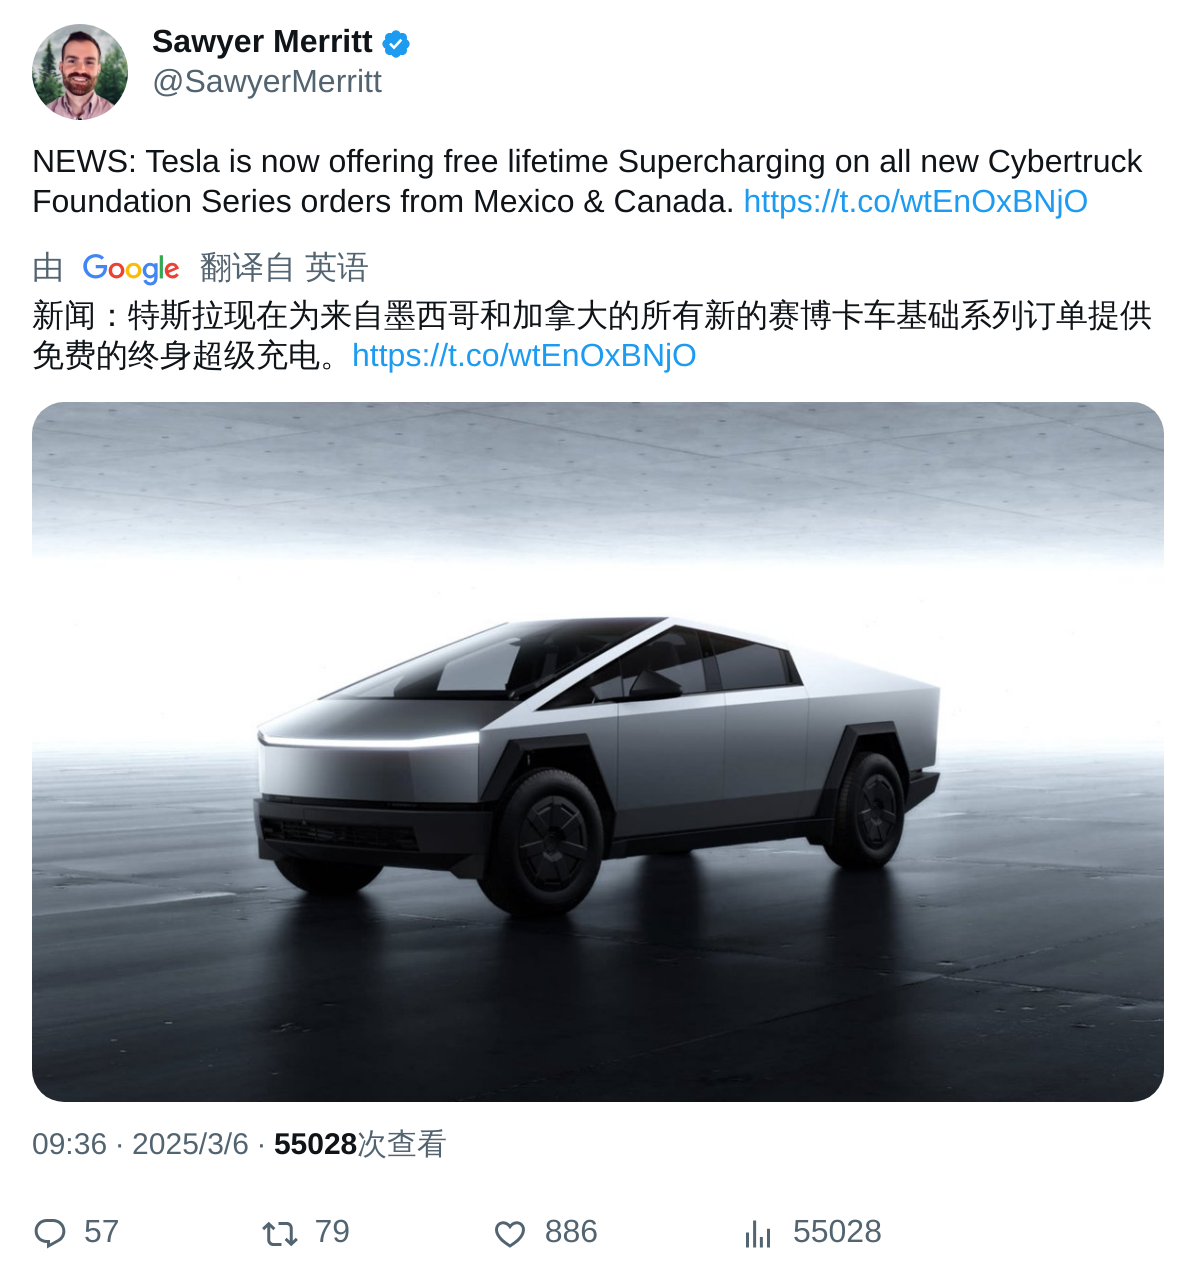 Sawyer Merritt
@SawyerMerritt
NEWS: Tesla is now offering free lifetime Supercharging on all new Cybertruck
Foundation Series orders from Mexico & Canada. https://t.co/wtEnOxBNjO
由 Google 翻译自 英语
新闻：特斯拉现在为来自墨西哥和加拿大的所有新的赛博卡车基础系列订单提供
免费的终身超级充电。https://t.co/wtEnOxBNjO
09:36 · 2025/3/6 · 55028次查看
57 79 886 55028